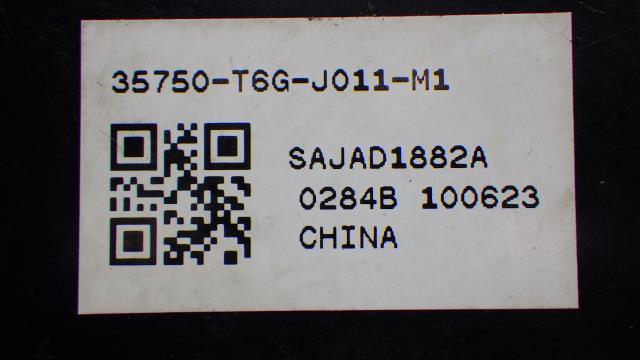 35750-T6G-J011-M1
SAJAD1882A
0284B 100623
CHINA